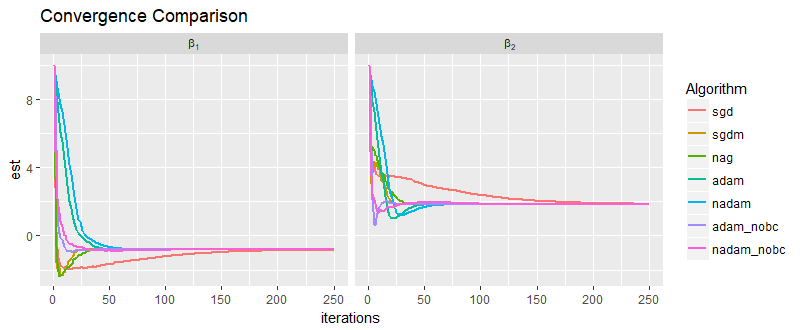 Convergence Comparison
β₁ β₂
8
4
0
est
0 50 100 150 200 250 0 50 100 150 200 250
iterations
Algorithm
sgd
sgdm
nag
adam
nadam
adam_nobc
nadam_nobc